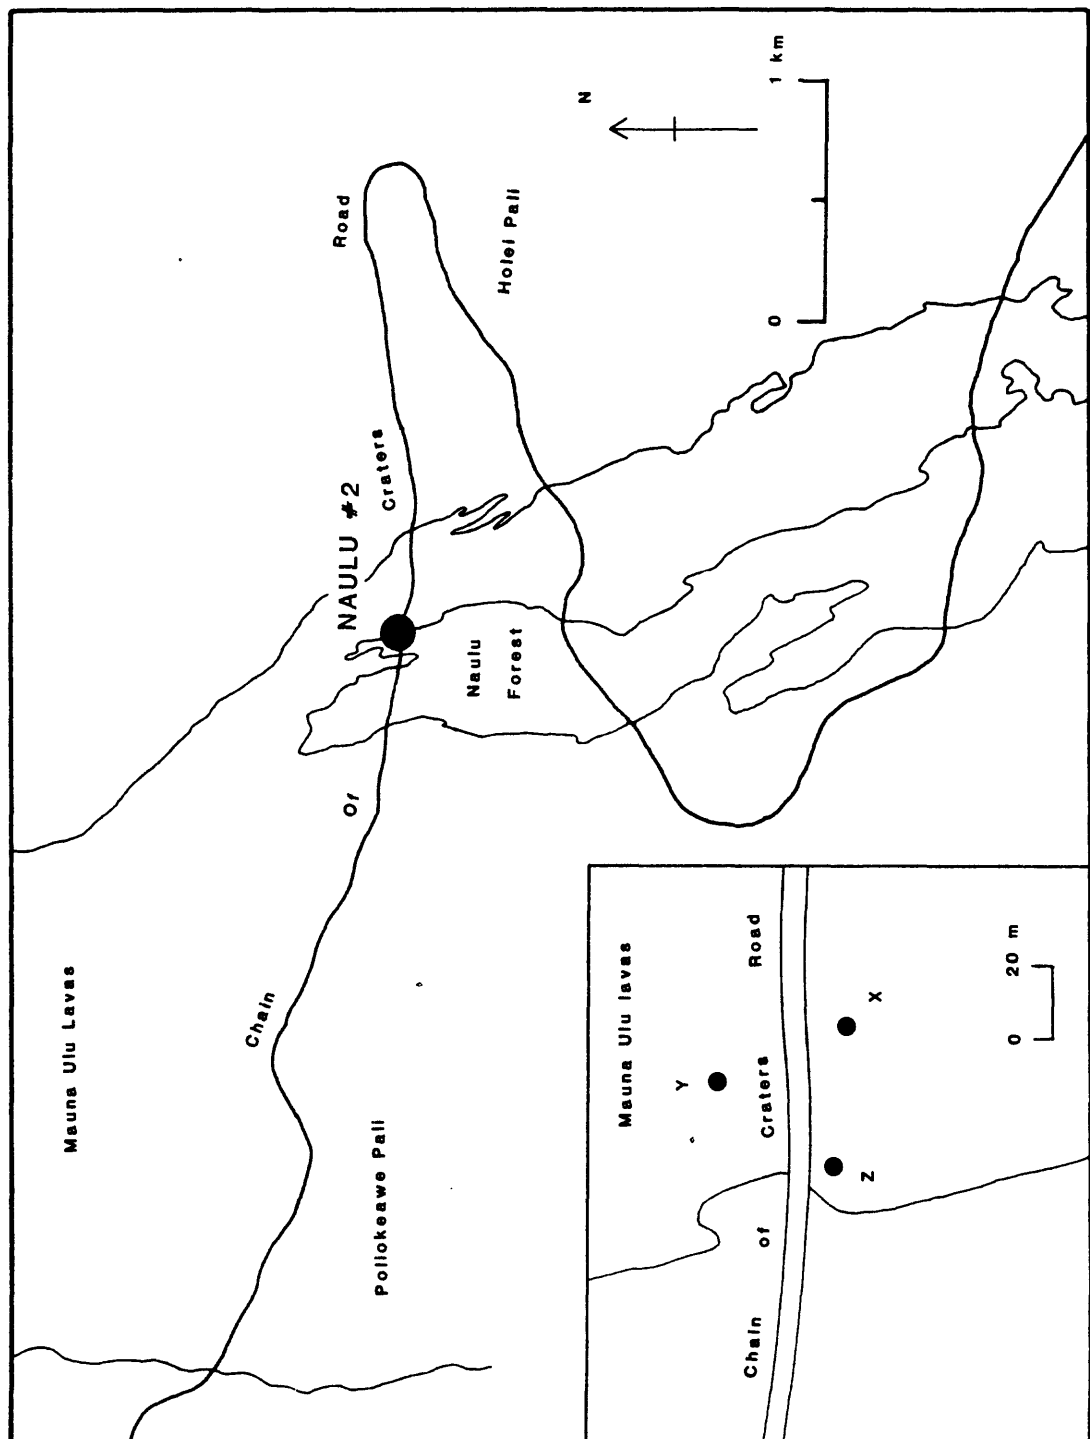 Mauna Ulu Lavas
Chain
Of
Craters
Road
NAULU #2
Poliokeawe Pali
Naulu
Forest
Holei Pali
N
0
1 km
Mauna Ulu lavas
Chain
of
Craters
Road
Y
Z
X
0
20 m